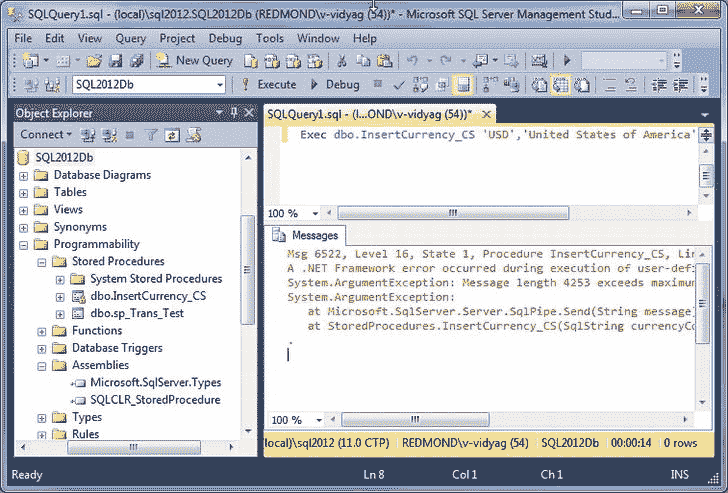 SQLQuery1.sql - (local)\sql2012.SQL2012Db (REDMOND\v-vidyag (54))* - Microsoft SQL Server Management Stud...
File Edit View Query Project Debug Tools Window Help
New Query
SQL2012Db Execute Debug
Object Explorer
Connect
SQL2012Db
Database Diagrams
Tables
Views
Synonyms
Programmability
Stored Procedures
System Stored Procedures
dbo.InsertCurrency_CS
dbo.sp_Trans_Test
Functions
Database Triggers
Assemblies
Microsoft.SqlServer.Types
SQLCLR_StoredProcedure
Types
Rules
SQLQuery1.sql - (l...OND\v-vidyag (54))*
Exec dbo.InsertCurrency_CS 'USD','United States of America'
100 %
Messages
Msg 6522, Level 16, State 1, Procedure InsertCurrency_CS, Lin
A .NET Framework error occurred during execution of user-defi
System.ArgumentException: Message length 4253 exceeds maximum
System.ArgumentException:
at Microsoft.SqlServer.Server.SqlPipe.Send(String message)
at StoredProcedures.InsertCurrency_CS(SqlString currencyCo
.
100 %
(local)\sql2012 (11.0 CTP) REDMOND\v-vidyag (54) SQL2012Db 00:00:14 0 rows
Ready Ln 8 Col 1 Ch 1 INS